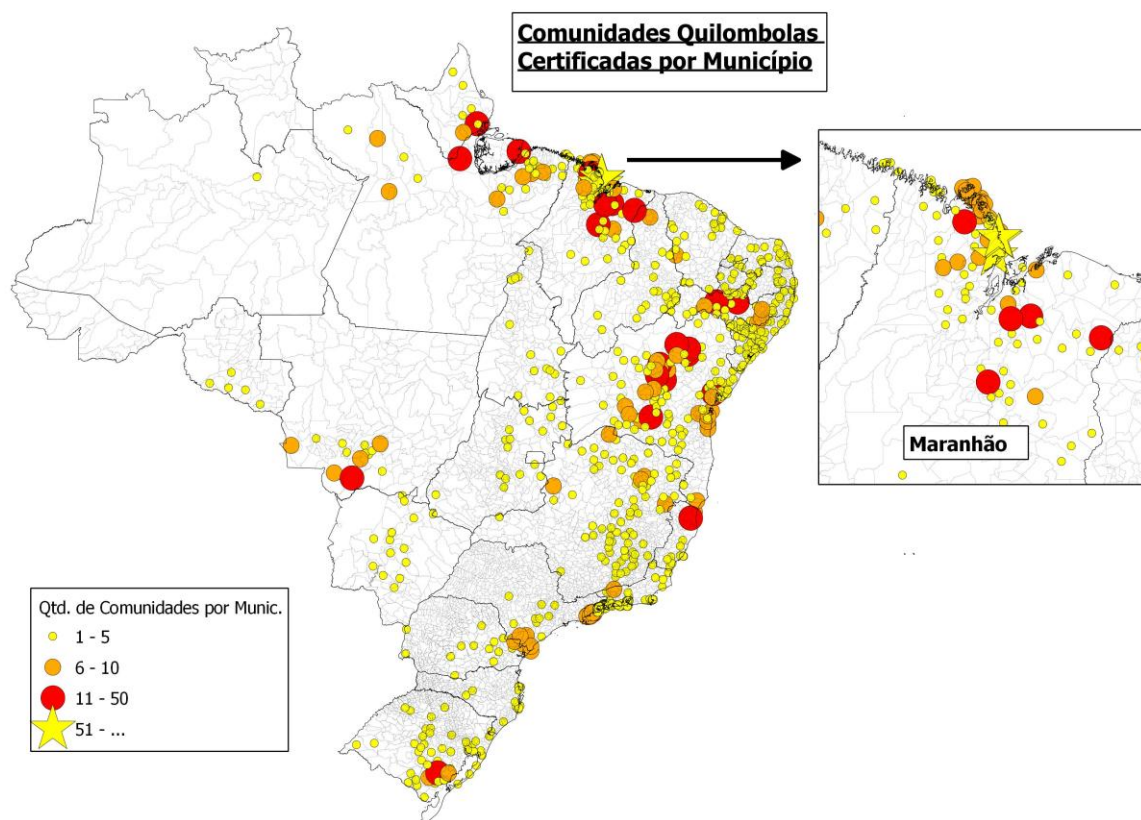 Comunidades Quilombolas
Certificadas por Município
Maranhão
Qtd. de Comunidades por Munic.
1 - 5
6 - 10
11 - 50
51 - ...